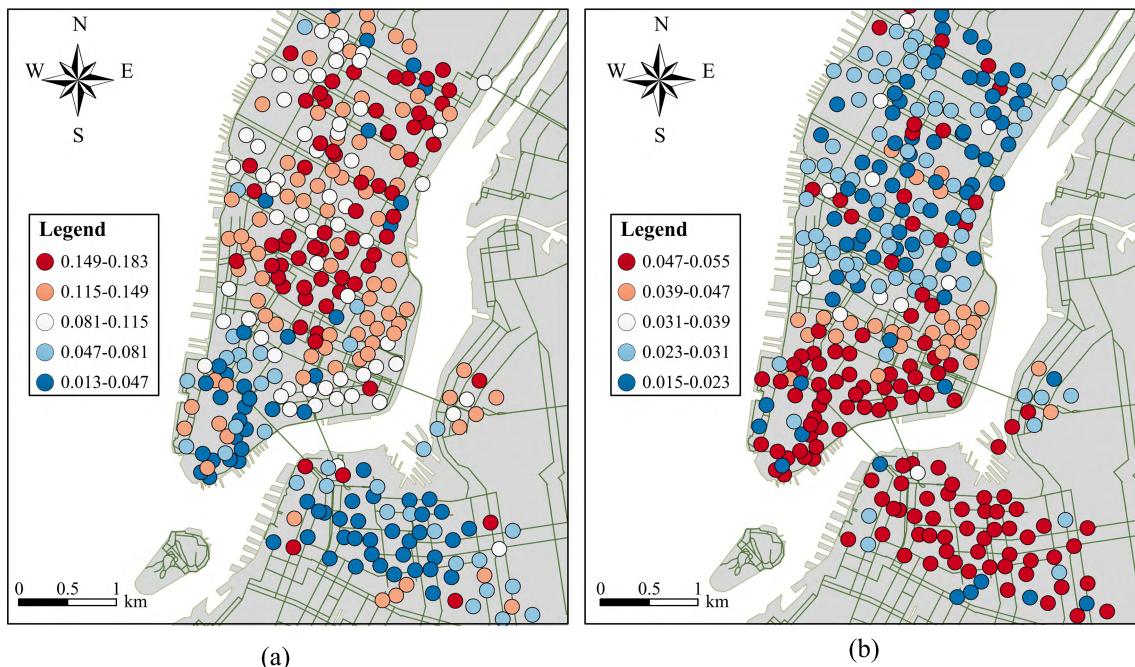 N
W E
S
Legend
0.149-0.183
0.115-0.149
0.081-0.115
0.047-0.081
0.013-0.047
0 0.5 1
km
(a)
N
W E
S
Legend
0.047-0.055
0.039-0.047
0.031-0.039
0.023-0.031
0.015-0.023
0 0.5 1
km
(b)